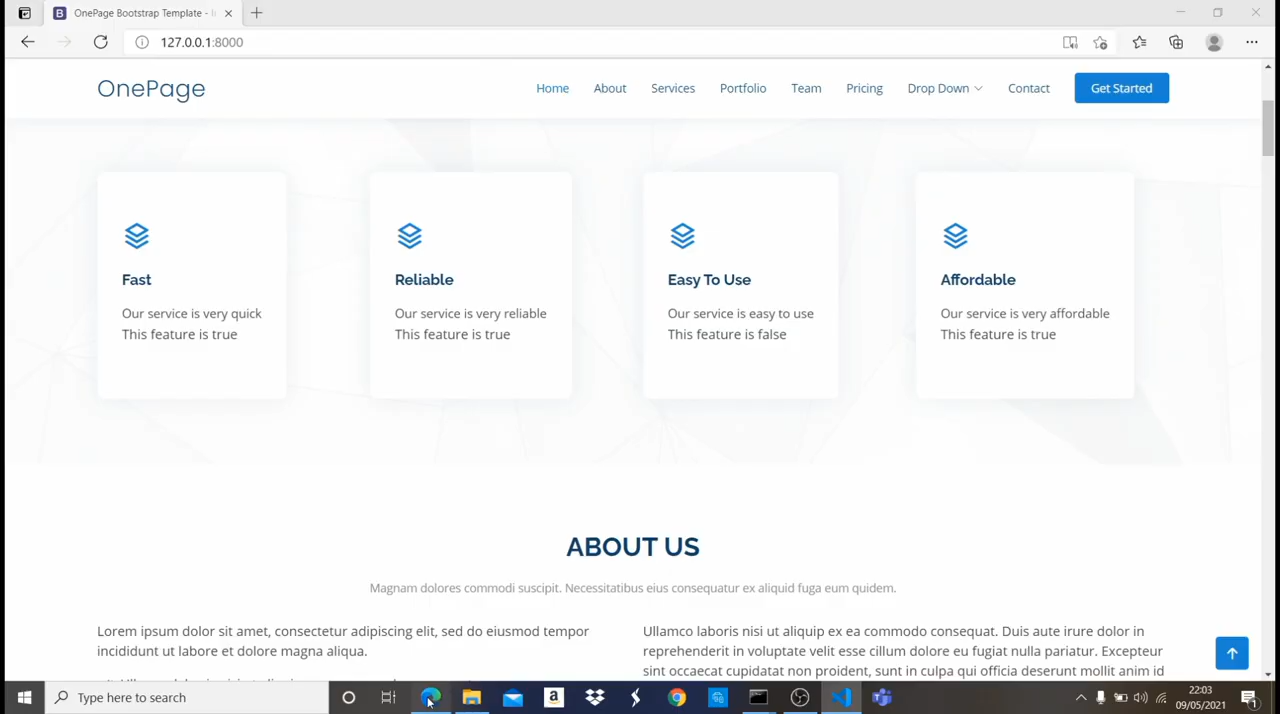 OnePage Bootstrap Template - I
127.0.0.1:8000
OnePage
Home About Services Portfolio Team Pricing Drop Down Contact Get Started
Fast
Our service is very quick
This feature is true
Reliable
Our service is very reliable
This feature is true
Easy To Use
Our service is easy to use
This feature is false
Affordable
Our service is very affordable
This feature is true
ABOUT US
Magnam dolores commodi suscipit. Necessitatibus eius consequatur ex aliquid fuga eum quidem.
Lorem ipsum dolor sit amet, consectetur adipiscing elit, sed do eiusmod tempor
incididunt ut labore et dolore magna aliqua.
Ullamco laboris nisi ut aliquip ex ea commodo consequat. Duis aute irure dolor in
reprehenderit in voluptate velit esse cillum dolore eu fugiat nulla pariatur. Excepteur
sint occaecat cupidatat non proident, sunt in culpa qui officia deserunt mollit anim id
Type here to search
22:03
09/05/2021